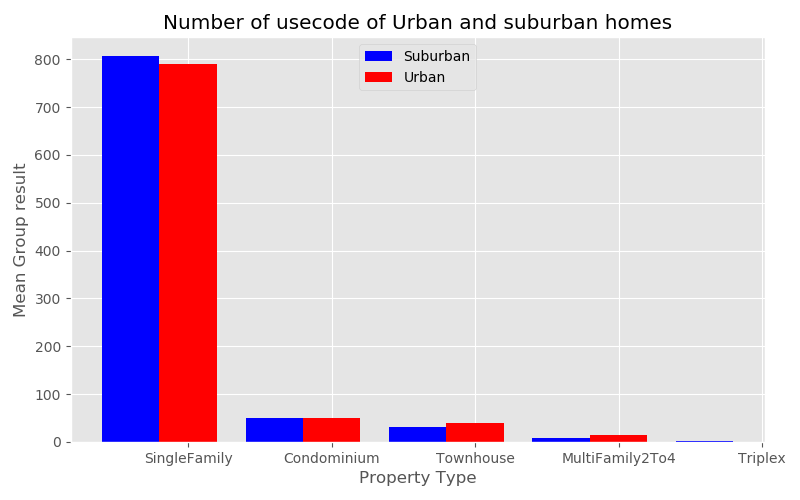 Number of usecode of Urban and suburban homes
Suburban
Urban
Mean Group result
800
700
600
500
400
300
200
100
0
SingleFamily
Condominium
Townhouse
MultiFamily2To4
Triplex
Property Type